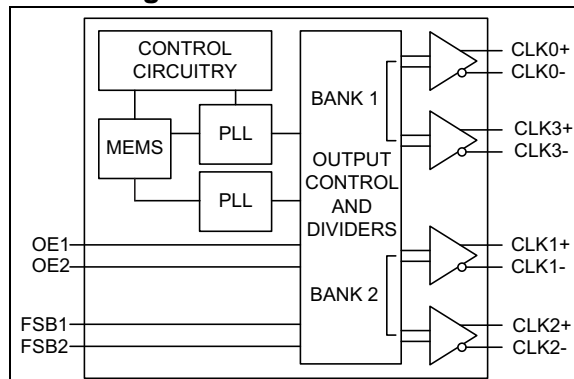 CONTROL
CIRCUITRY
MEMS
PLL
PLL
BANK 1
OUTPUT
CONTROL
AND
DIVIDERS
BANK 2
OE1
OE2
FSB1
FSB2
CLK0+
CLK0-
CLK3+
CLK3-
CLK1+
CLK1-
CLK2+
CLK2-